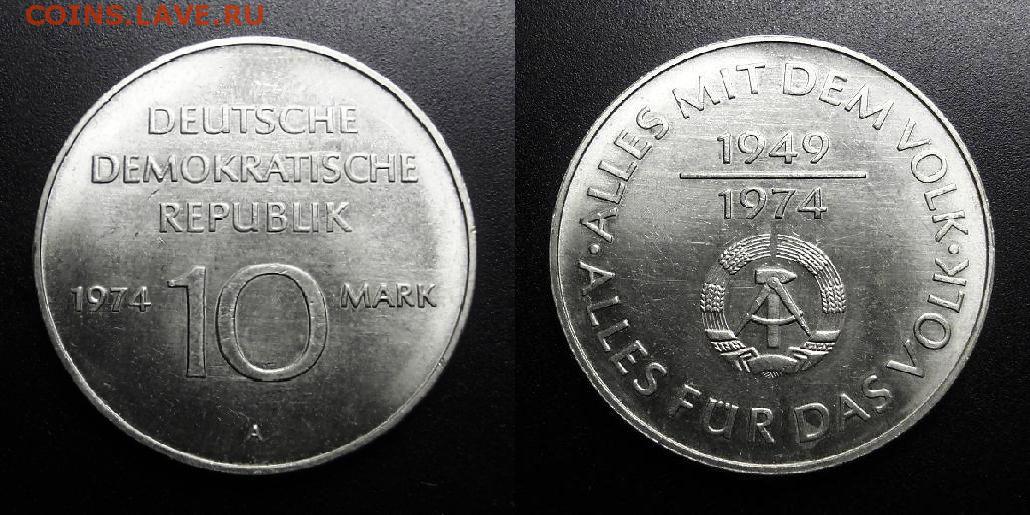 COINS.LAVE.RU
DEUTSCHE
DEMOKRATISCHE
REPUBLIK
1974 10 MARK
A
· ALLES MIT DEM VOLK ·
ALLES FÜR DAS VOLK
1949
1974